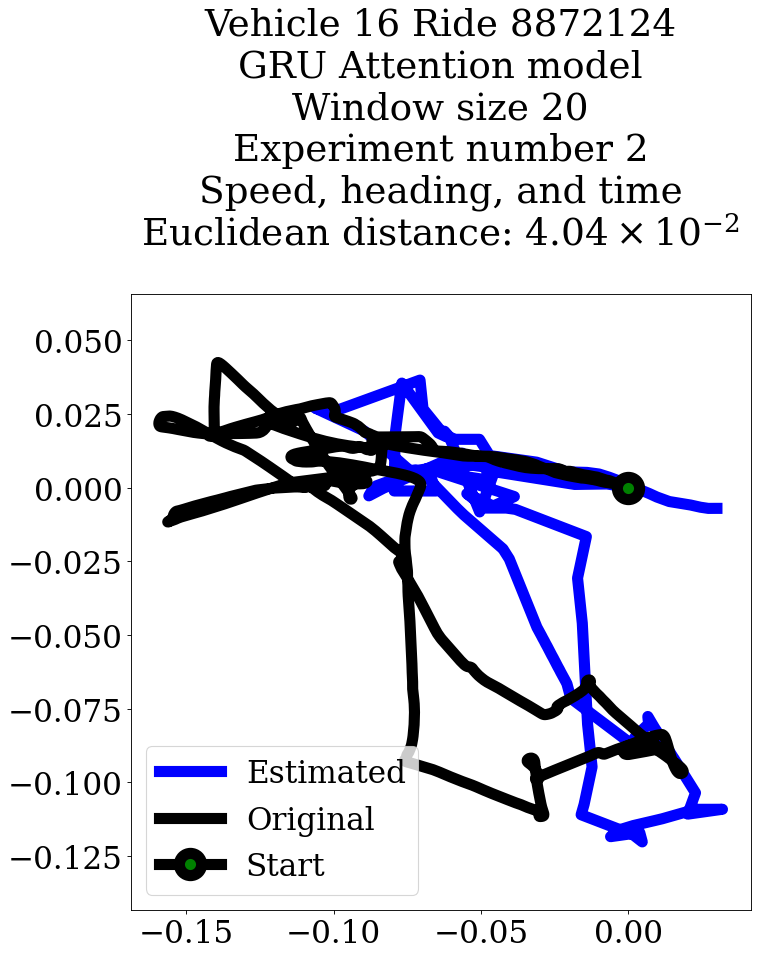 Vehicle 16 Ride 8872124
GRU Attention model
Window size 20
Experiment number 2
Speed, heading, and time
Euclidean distance: 4.04 × 10⁻²
0.050
0.025
0.000
−0.025
−0.050
−0.075
−0.100
−0.125
Estimated
Original
Start
−0.15 −0.10 −0.05 0.00